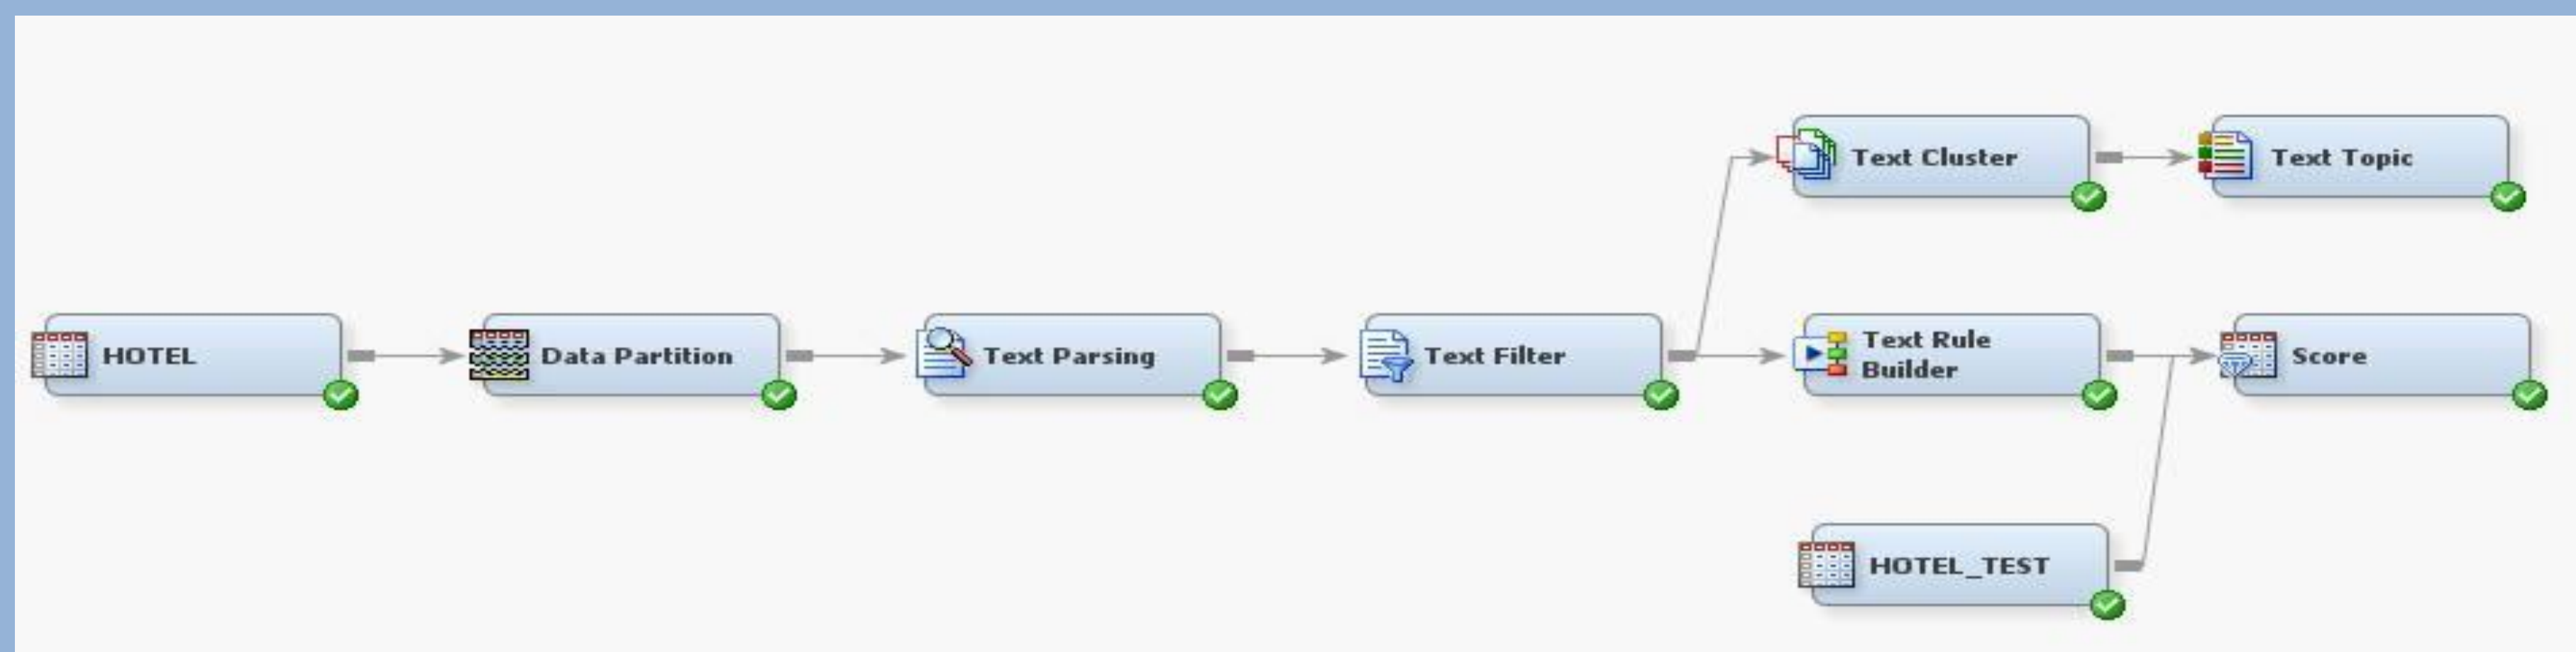 Text Cluster
Text Topic
HOTEL
Data Partition
Text Parsing
Text Filter
Text Rule
Builder
Score
HOTEL_TEST